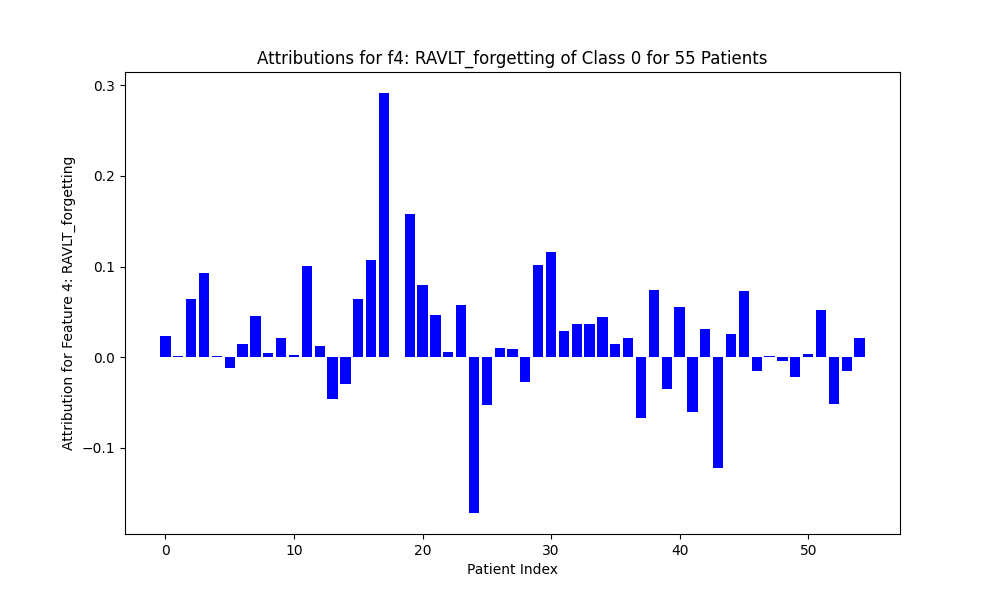 Attributions for f4: RAVLT_forgetting of Class 0 for 55 Patients
Attribution for Feature 4: RAVLT_forgetting
0.3
0.2
0.1
0.0
−0.1
0 10 20 30 40 50
Patient Index